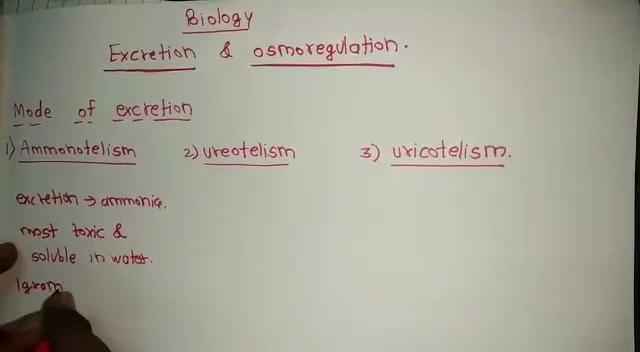 Biology
Excretion & osmoregulation.
Mode of excretion
1) Ammonotelism 2) ureotelism 3) uricotelism.
excretion → ammonia.
most toxic &
soluble in water.
1gram